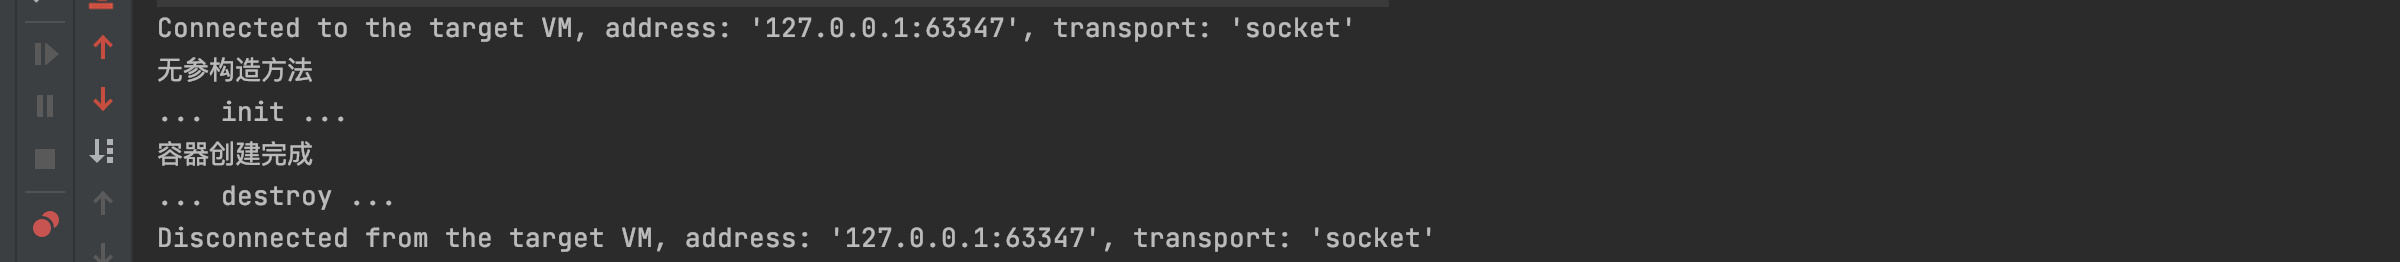 Connected to the target VM, address: '127.0.0.1:63347', transport: 'socket'
无参构造方法
... init ...
容器创建完成
... destroy ...
Disconnected from the target VM, address: '127.0.0.1:63347', transport: 'socket'